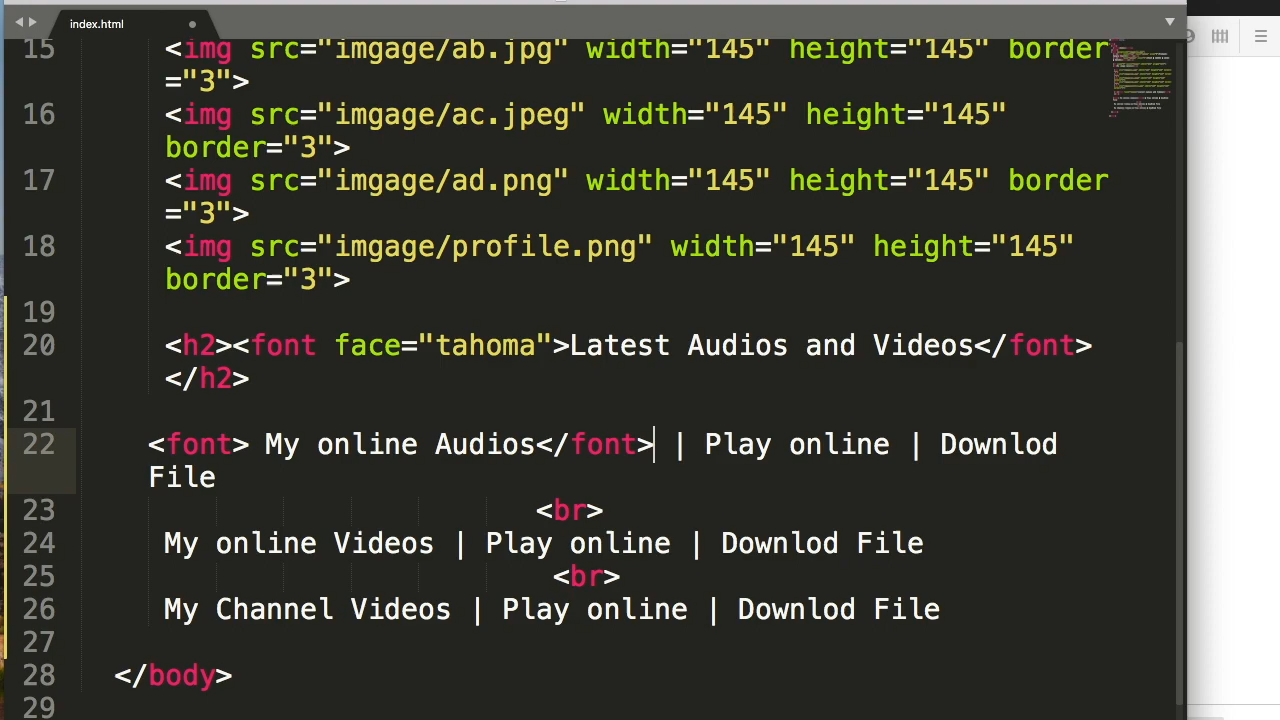 index.html
15 <img src="imgage/ab.jpg" width="145" height="145" border
="3">
16 <img src="imgage/ac.jpeg" width="145" height="145"
border="3">
17 <img src="imgage/ad.png" width="145" height="145" border
="3">
18 <img src="imgage/profile.png" width="145" height="145"
border="3">
19
20 <h2><font face="tahoma">Latest Audios and Videos</font>
</h2>
21
22 <font> My online Audios</font> | Play online | Downlod
File
23 <br>
24 My online Videos | Play online | Downlod File
25 <br>
26 My Channel Videos | Play online | Downlod File
27
28 </body>
29